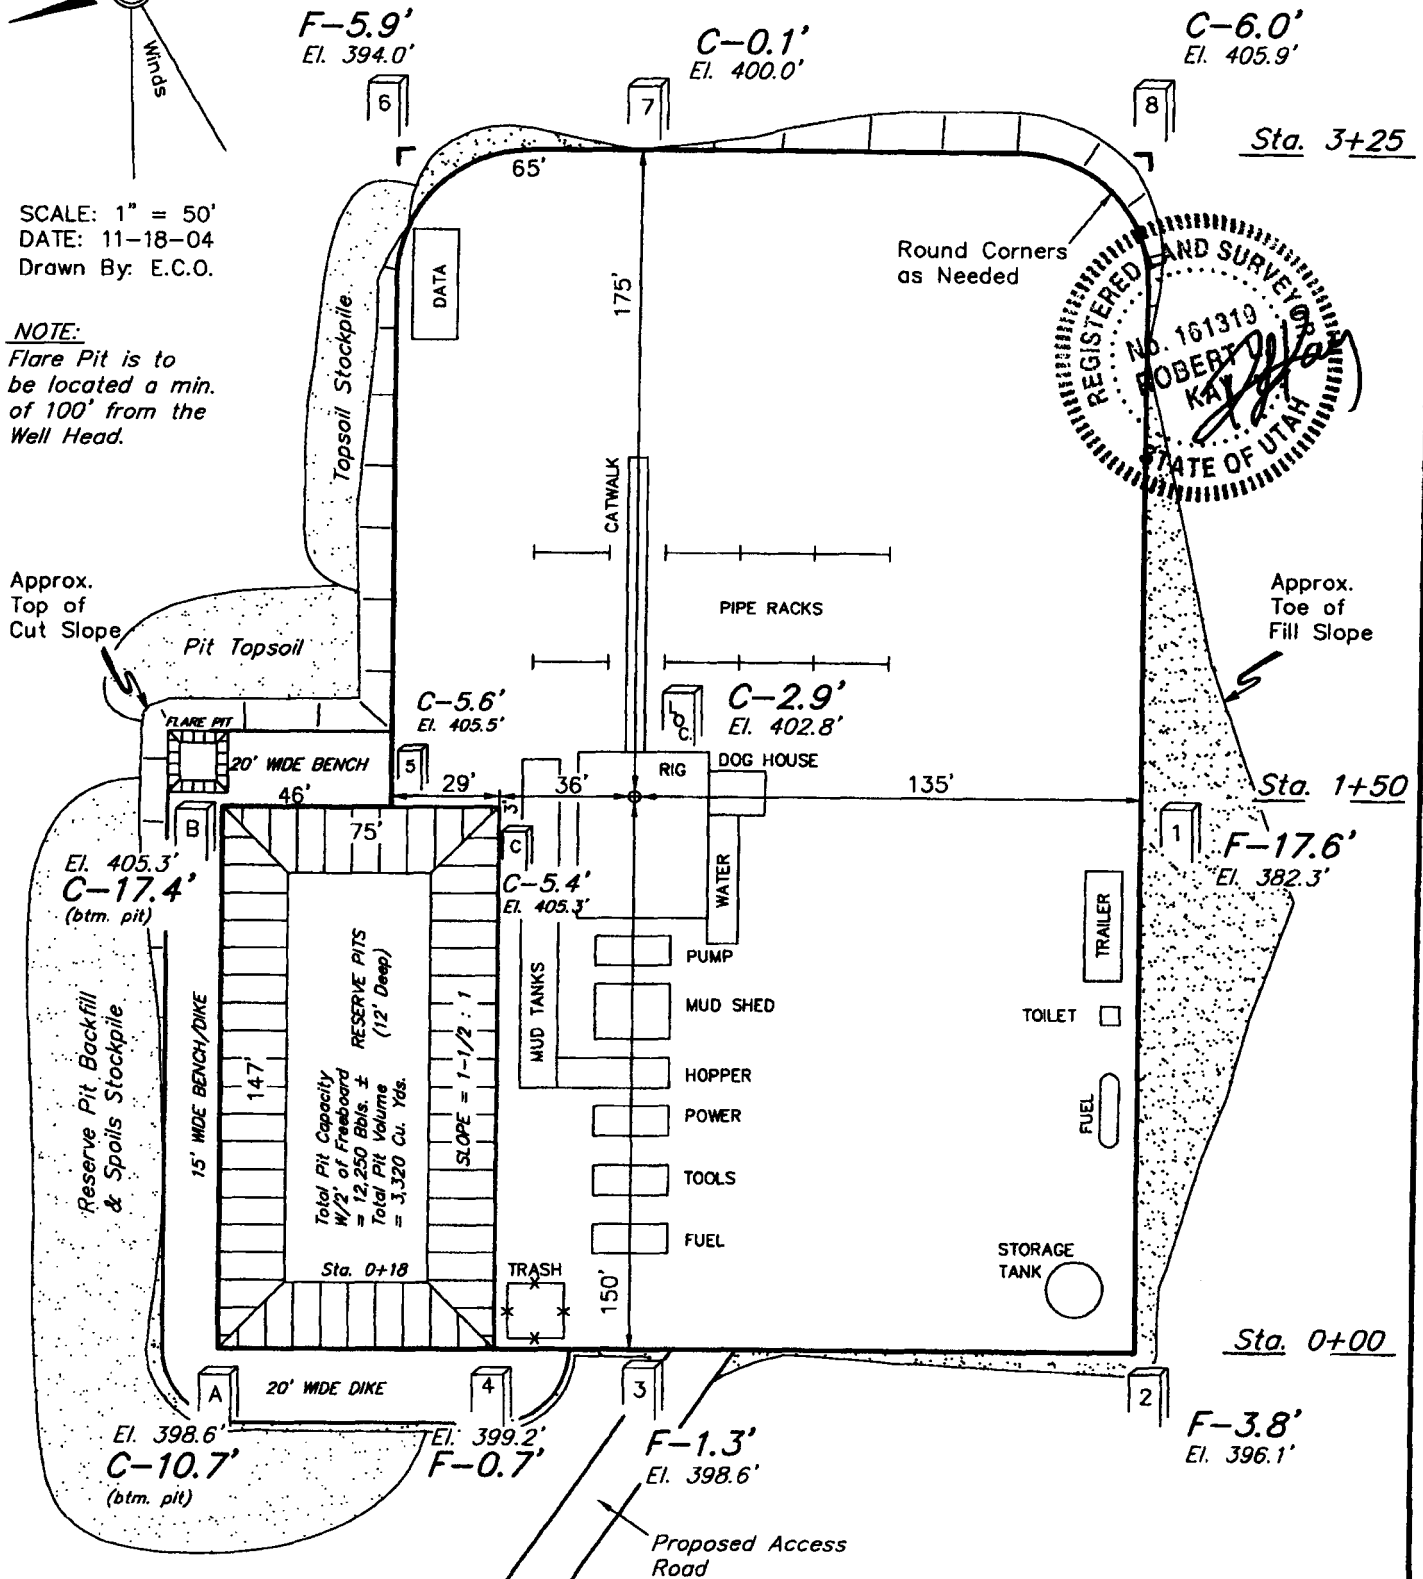 Winds
F-5.9'
El. 394.0'
C-0.1'
El. 400.0'
C-6.0'
El. 405.9'
6
7
8
Sta. 3+25
65'
SCALE: 1" = 50'
DATE: 11-18-04
Drawn By: E.C.O.
NOTE:
Flare Pit is to
be located a min.
of 100' from the
Well Head.
DATA
Topsoil Stockpile
175'
Round Corners
as Needed
REGISTERED LAND SURVEYOR
No. 161319
ROBERT
KAY
STATE OF UTAH
CATWALK
PIPE RACKS
Approx.
Top of
Cut Slope
Pit Topsoil
Approx.
Toe of
Fill Slope
C-5.6'
El. 405.5'
LOC.
C-2.9'
El. 402.8'
FLARE PIT
20' WIDE BENCH
5
RIG
DOG HOUSE
46'
29'
3'
36'
135'
Sta. 1+50
B
75'
C
1
El. 405.3'
C-17.4'
(btm. pit)
C-5.4'
El. 405.3'
F-17.6'
El. 382.3'
WATER
TRAILER
PUMP
MUD SHED
TOILET
MUD TANKS
HOPPER
POWER
FUEL
TOOLS
FUEL
Reserve Pit Backfill
& Spoils Stockpile
15' WIDE BENCH/DIKE
147'
RESERVE PITS
(12' Deep)
Total Pit Capacity
W/2' of Freeboard
= 12,250 Bbls. ±
Total Pit Volume
= 3,320 Cu. Yds.
SLOPE = 1-1/2 : 1
Sta. 0+18
TRASH
150'
STORAGE
TANK
Sta. 0+00
A
20' WIDE DIKE
4
3
2
El. 398.6'
C-10.7'
(btm. pit)
El. 399.2'
F-0.7'
F-1.3'
El. 398.6'
F-3.8'
El. 396.1'
Proposed Access
Road